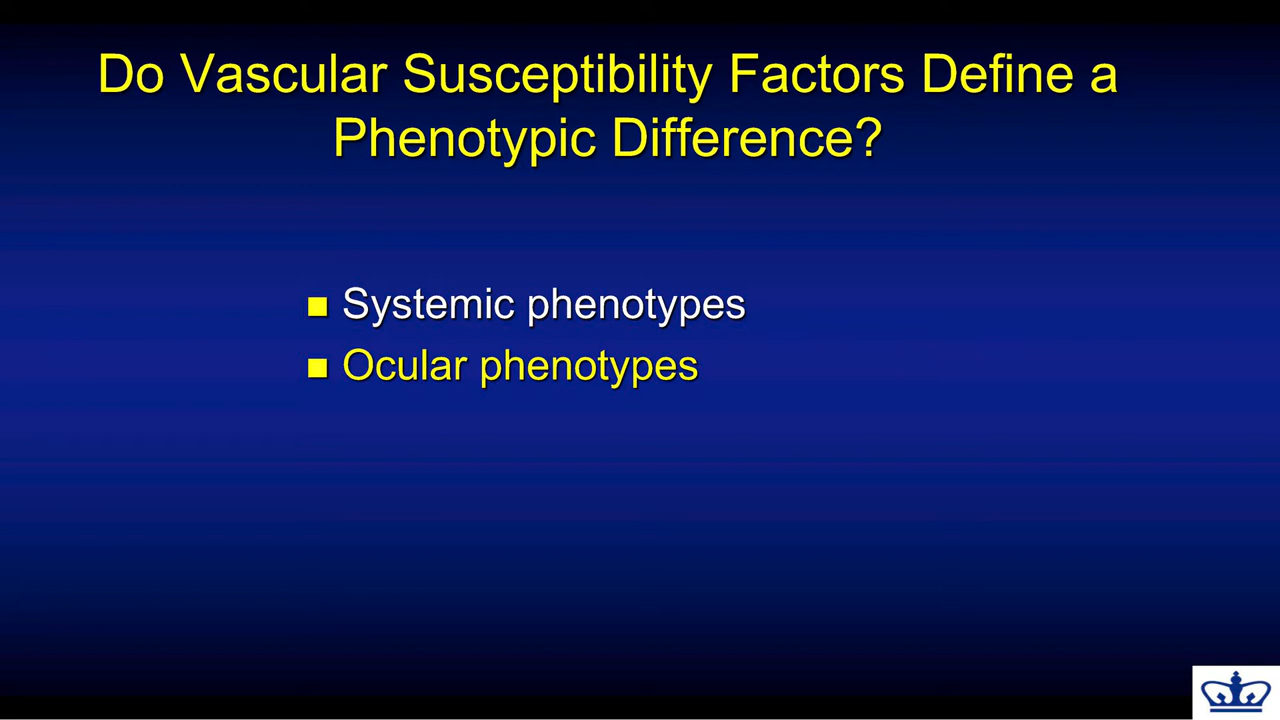 Do Vascular Susceptibility Factors Define a
Phenotypic Difference?
Systemic phenotypes
Ocular phenotypes